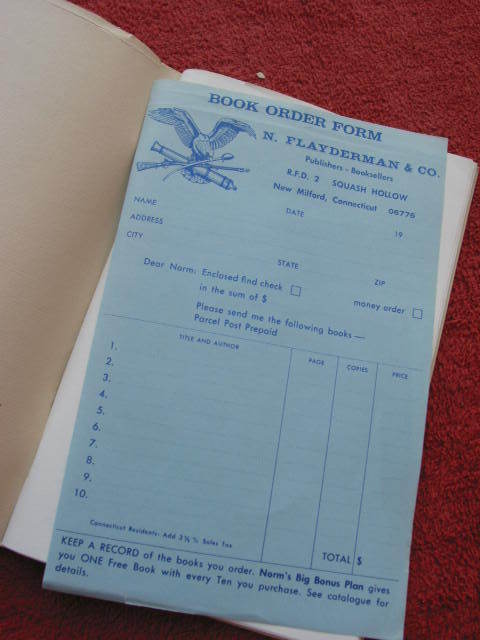 BOOK ORDER FORM
N. FLAYDERMAN & CO.
Publishers - Booksellers
R.F.D. 2 SQUASH HOLLOW
New Milford, Connecticut 06776
NAME DATE 19
ADDRESS
CITY STATE ZIP
Dear Norm: Enclosed find check money order
in the sum of $
Please send me the following books—
Parcel Post Prepaid
TITLE AND AUTHOR PAGE COPIES PRICE
1.
2.
3.
4.
5.
6.
7.
8.
9.
10.
Connecticut Residents: Add 3½% Sales Tax
TOTAL $
KEEP A RECORD of the books you order. Norm's Big Bonus Plan gives
you ONE Free Book with every Ten you purchase. See catalogue for
details.